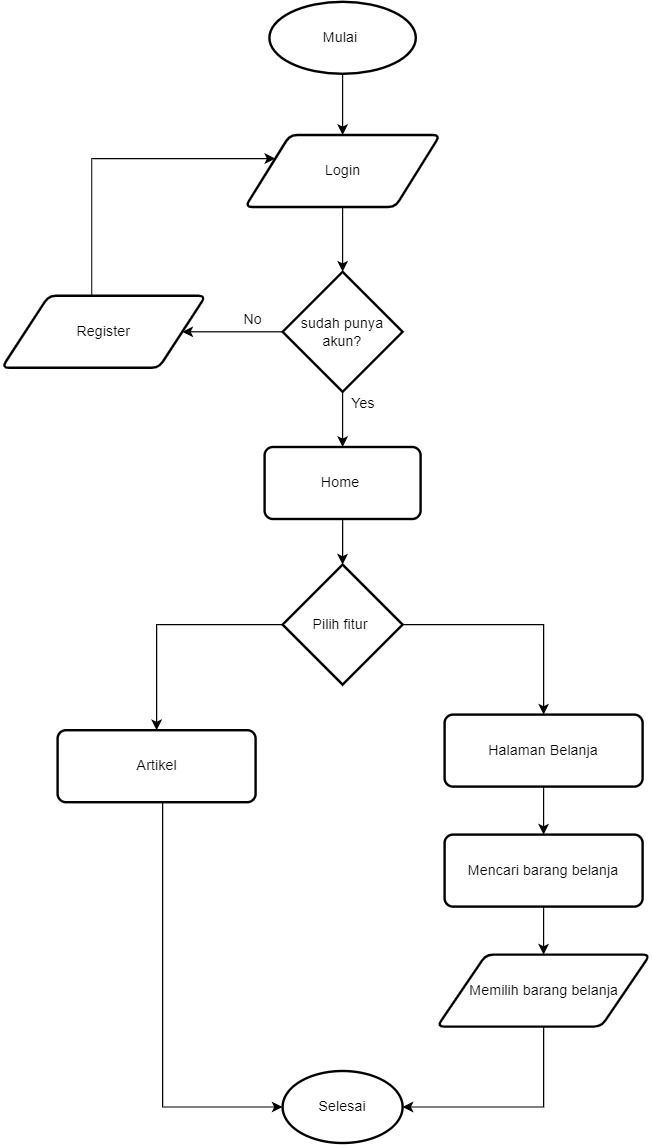 Mulai
Login
No
Register
sudah punya
akun?
Yes
Home
Pilih fitur
Artikel
Halaman Belanja
Mencari barang belanja
Memilih barang belanja
Selesai